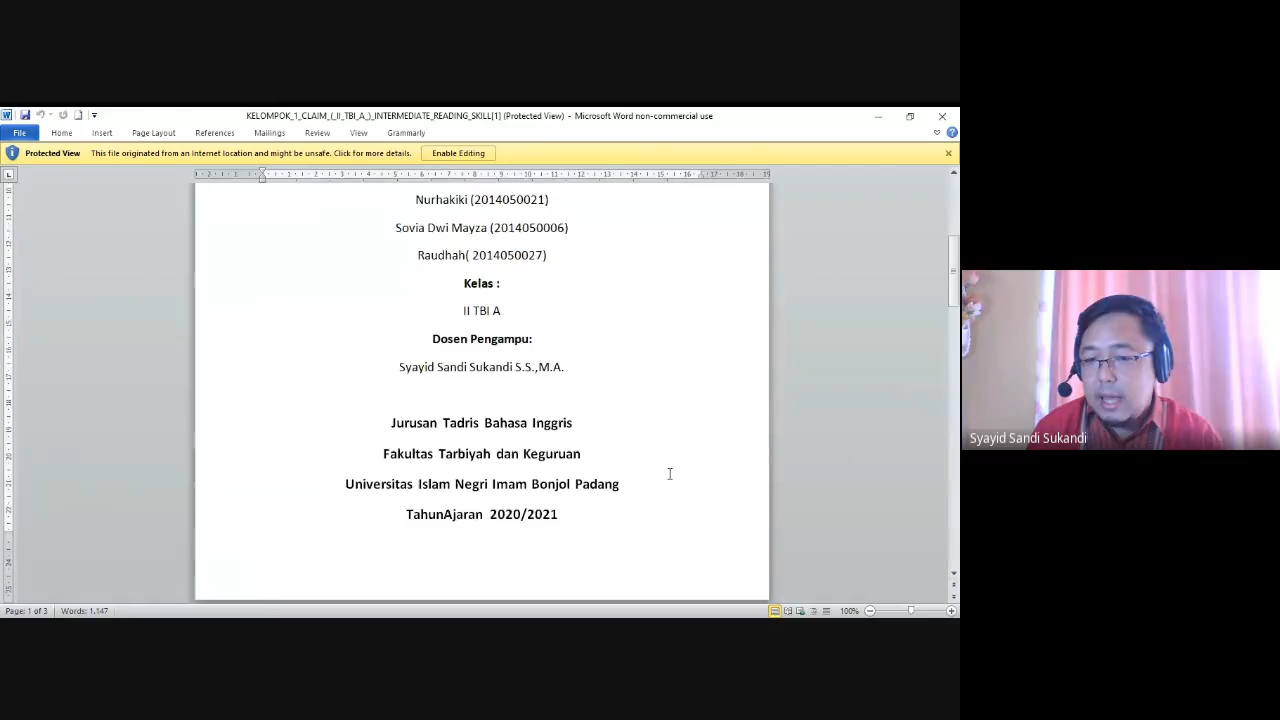 KELOMPOK_1_CLAIM_(_II_TBI_A_)_INTERMEDIATE_READING_SKILL[1] (Protected View) - Microsoft Word non-commercial use
File Home Insert Page Layout References Mailings Review View Grammarly
Protected View This file originated from an Internet location and might be unsafe. Click for more details. Enable Editing
Nurhakiki (2014050021)
Sovia Dwi Mayza (2014050006)
Raudhah( 2014050027)
Kelas :
II TBI A
Dosen Pengampu:
Syayid Sandi Sukandi S.S.,M.A.
Jurusan Tadris Bahasa Inggris
Fakultas Tarbiyah dan Keguruan
Universitas Islam Negri Imam Bonjol Padang
TahunAjaran 2020/2021
Syayid Sandi Sukandi
Page: 1 of 3 Words: 1.147 100%